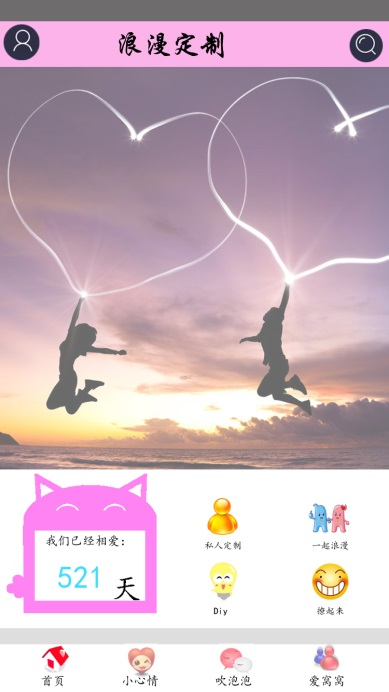 浪漫定制
我们已经相爱:
521 天
私人定制
一起浪漫
Diy
撩起来
首页
小心情
吹泡泡
爱窝窝